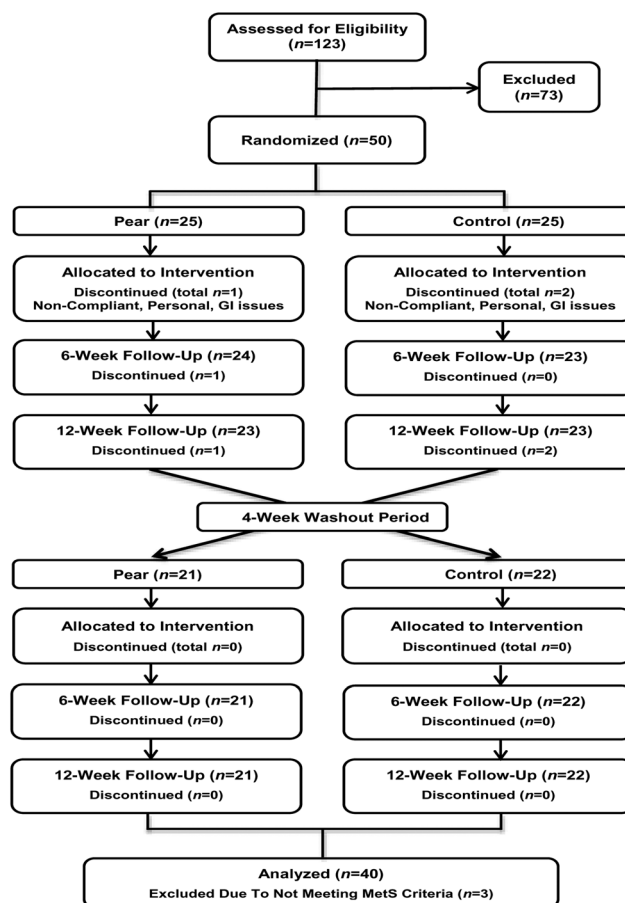 Assessed for Eligibility
(n=123)
Excluded
(n=73)
Randomized (n=50)
Pear (n=25)
Control (n=25)
Allocated to Intervention
Discontinued (total n=1)
Non-Compliant, Personal, GI issues
Allocated to Intervention
Discontinued (total n=2)
Non-Compliant, Personal, GI issues
6-Week Follow-Up (n=24)
Discontinued (n=1)
6-Week Follow-Up (n=23)
Discontinued (n=0)
12-Week Follow-Up (n=23)
Discontinued (n=1)
12-Week Follow-Up (n=23)
Discontinued (n=2)
4-Week Washout Period
Pear (n=21)
Control (n=22)
Allocated to Intervention
Discontinued (total n=0)
Allocated to Intervention
Discontinued (total n=0)
6-Week Follow-Up (n=21)
Discontinued (n=0)
6-Week Follow-Up (n=22)
Discontinued (n=0)
12-Week Follow-Up (n=21)
Discontinued (n=0)
12-Week Follow-Up (n=22)
Discontinued (n=0)
Analyzed (n=40)
Excluded Due To Not Meeting MetS Criteria (n=3)